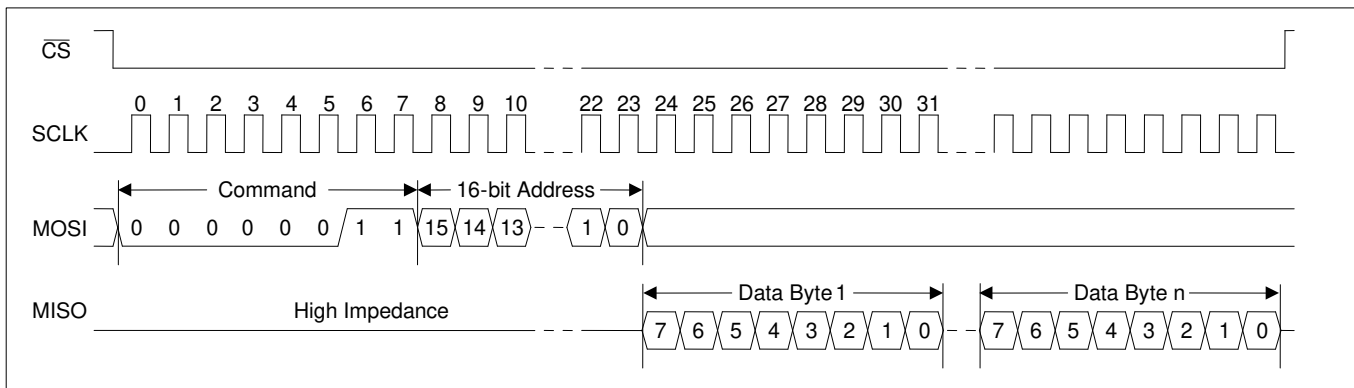 CS
0 1 2 3 4 5 6 7 8 9 10 22 23 24 25 26 27 28 29 30 31
SCLK
Command 16-bit Address
MOSI 0 0 0 0 0 0 1 1 15 14 13 1 0
Data Byte 1 Data Byte n
MISO High Impedance
7 6 5 4 3 2 1 0 7 6 5 4 3 2 1 0